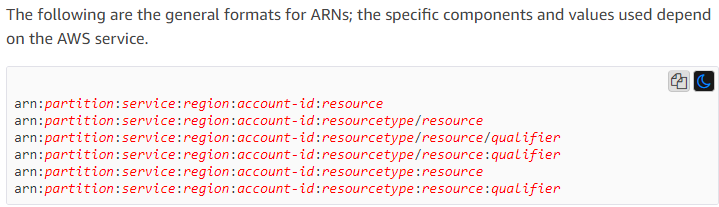 The following are the general formats for ARNs; the specific components and values used depend
on the AWS service.
arn:partition:service:region:account-id:resource
arn:partition:service:region:account-id:resourcetype/resource
arn:partition:service:region:account-id:resourcetype/resource/qualifier
arn:partition:service:region:account-id:resourcetype/resource:qualifier
arn:partition:service:region:account-id:resourcetype:resource
arn:partition:service:region:account-id:resourcetype:resource:qualifier